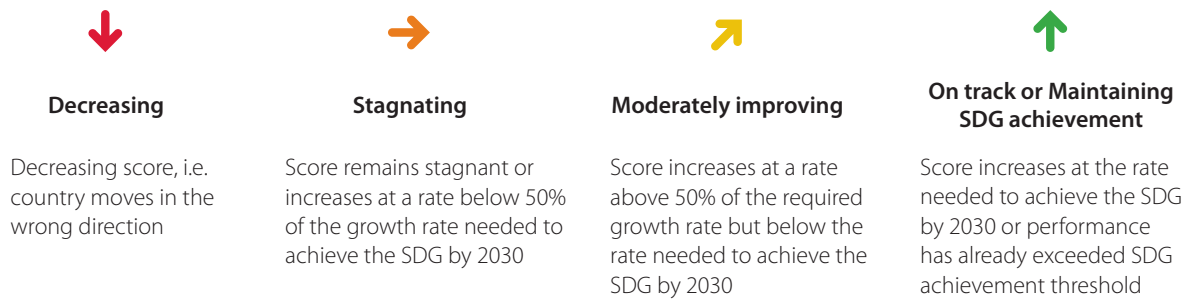 Decreasing
Decreasing score, i.e.
country moves in the
wrong direction
Stagnating
Score remains stagnant or
increases at a rate below 50%
of the growth rate needed to
achieve the SDG by 2030
Moderately improving
Score increases at a rate
above 50% of the required
growth rate but below the
rate needed to achieve the
SDG by 2030
On track or Maintaining
SDG achievement
Score increases at the rate
needed to achieve the SDG
by 2030 or performance
has already exceeded SDG
achievement threshold